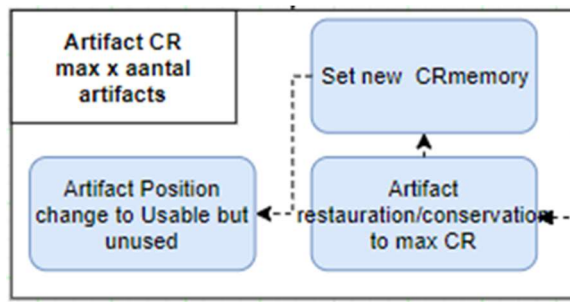 Artifact CR
max x aantal
artifacts
Set new CRmemory
Artifact Position
change to Usable but
unused
Artifact
restauration/conservation
to max CR